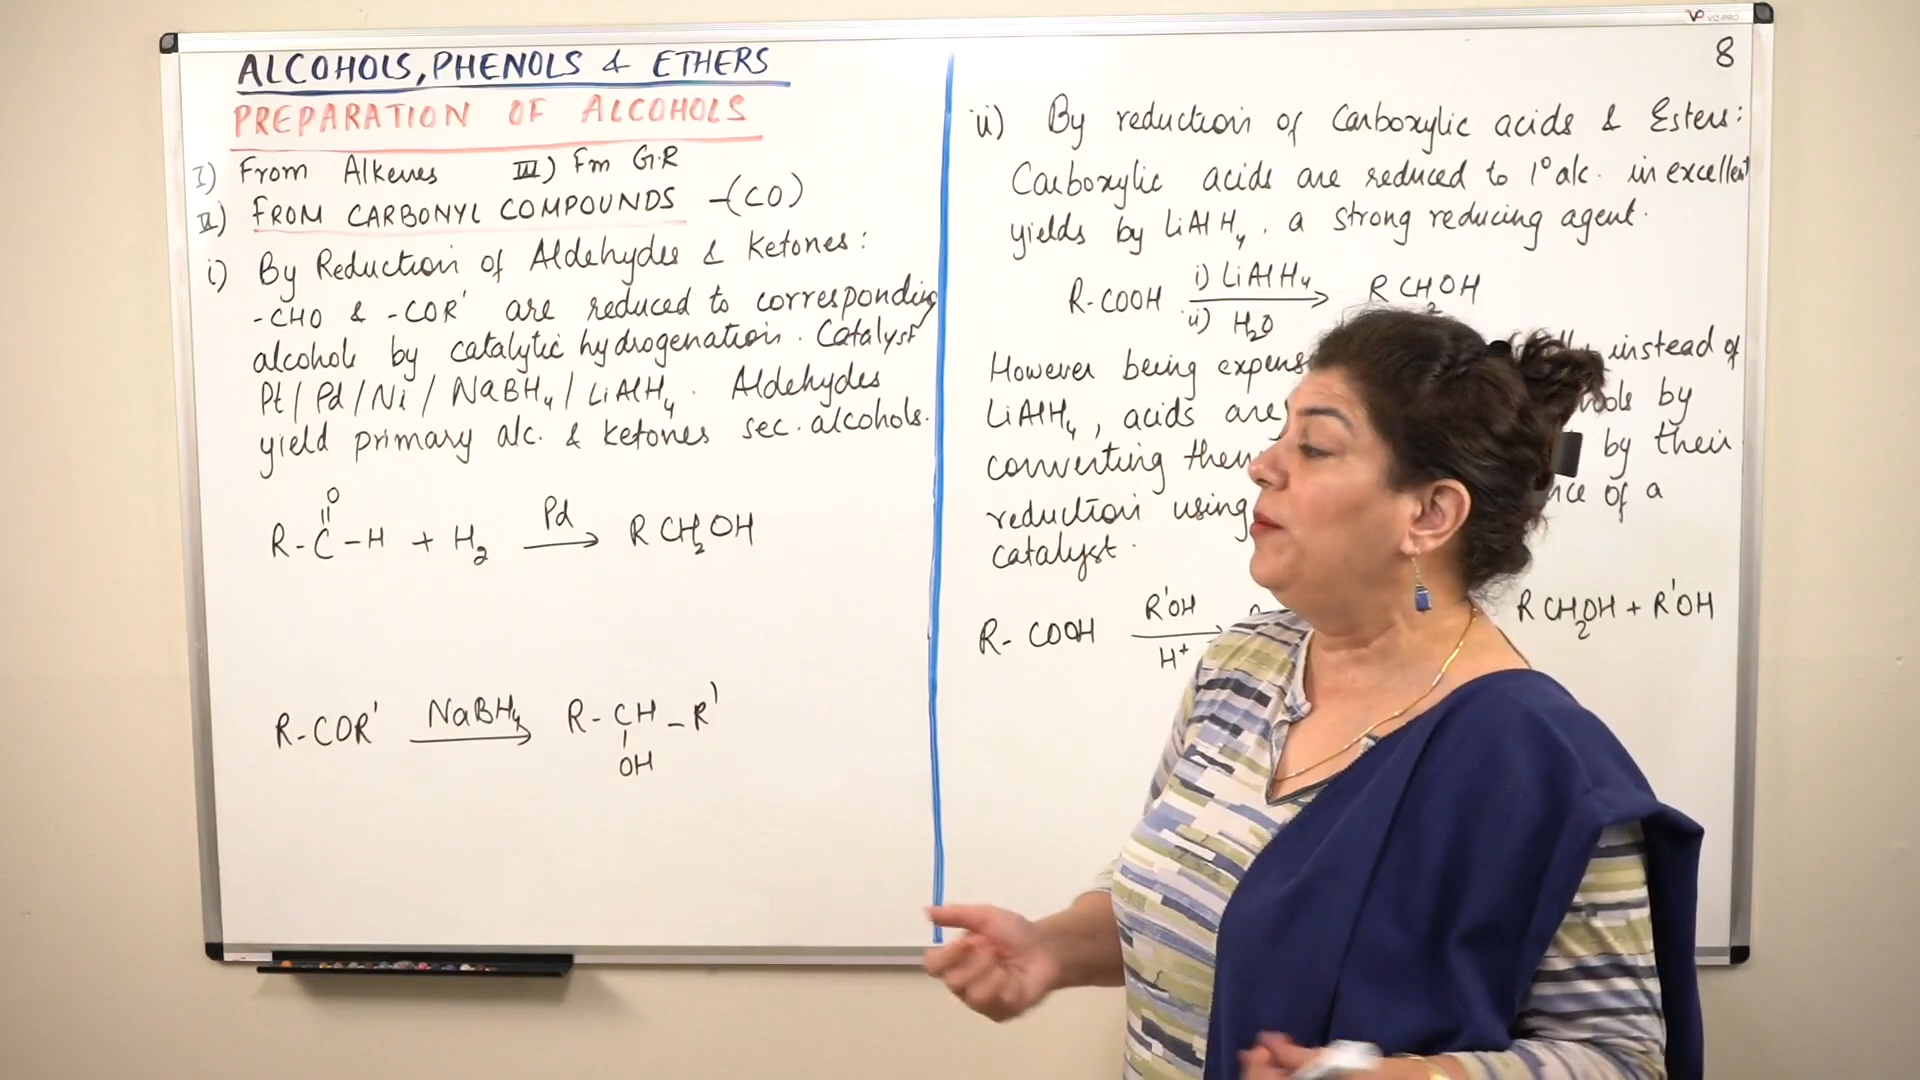 VIZ-PRO
8
ALCOHOLS, PHENOLS & ETHERS
PREPARATION OF ALCOHOLS
I) From Alkenes III) Fm G.R
II) FROM CARBONYL COMPOUNDS -(CO)
i) By Reduction of Aldehydes & Ketones:
-CHO & -COR' are reduced to corresponding
alcohols by catalytic hydrogenation. Catalyst
Pt/Pd/Ni/NaBH4/LiAlH4. Aldehydes
yield primary alc. & ketones sec. alcohols.
O
R-C-H + H2 Pd → RCH2OH
R-COR' NaBH4 → R-CH-R'
OH
ii) By reduction of Carboxylic acids & Esters:
Carboxylic acids are reduced to 1° alc. in excellent
yields by LiAlH4, a strong reducing agent.
R-COOH i) LiAlH4 → RCH2OH
ii) H2O
However being instead of
LiAlH4, acids are by
converting by their
reduction using of a
catalyst.
R-COOH R'OH RCH2OH + R'OH
H+